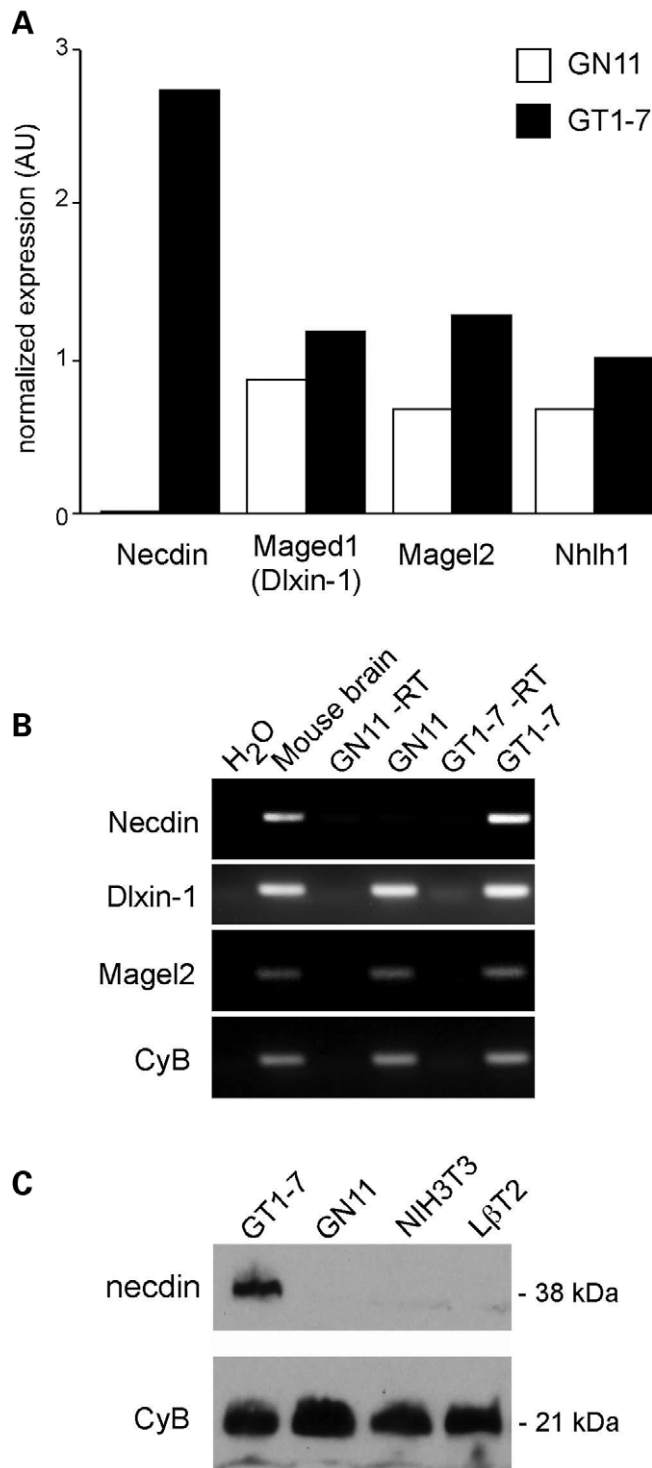 A
3
2
1
0
normalized expression (AU)
GN11
GT1-7
Necdin
Maged1
(Dlxin-1)
Magel2
Nhlh1
B
H2O
Mouse brain
GN11 -RT
GN11
GT1-7 -RT
GT1-7
Necdin
Dlxin-1
Magel2
CyB
C
GT1-7
GN11
NIH3T3
LβT2
necdin
- 38 kDa
CyB
- 21 kDa